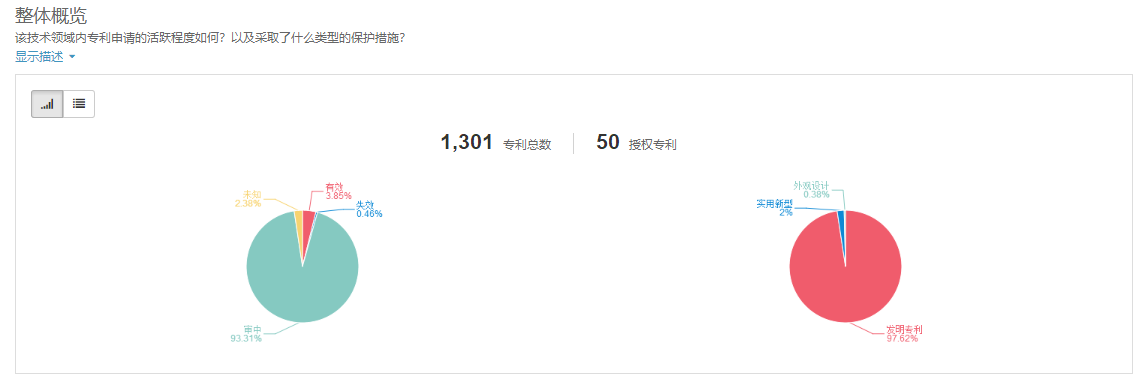 整体概览
该技术领域内专利申请的活跃程度如何？以及采取了什么类型的保护措施？
显示描述
1,301 专利总数
50 授权专利
未知
2.38%
有效
3.85%
失效
0.46%
审中
93.31%
外观设计
0.38%
实用新型
2%
发明专利
97.62%